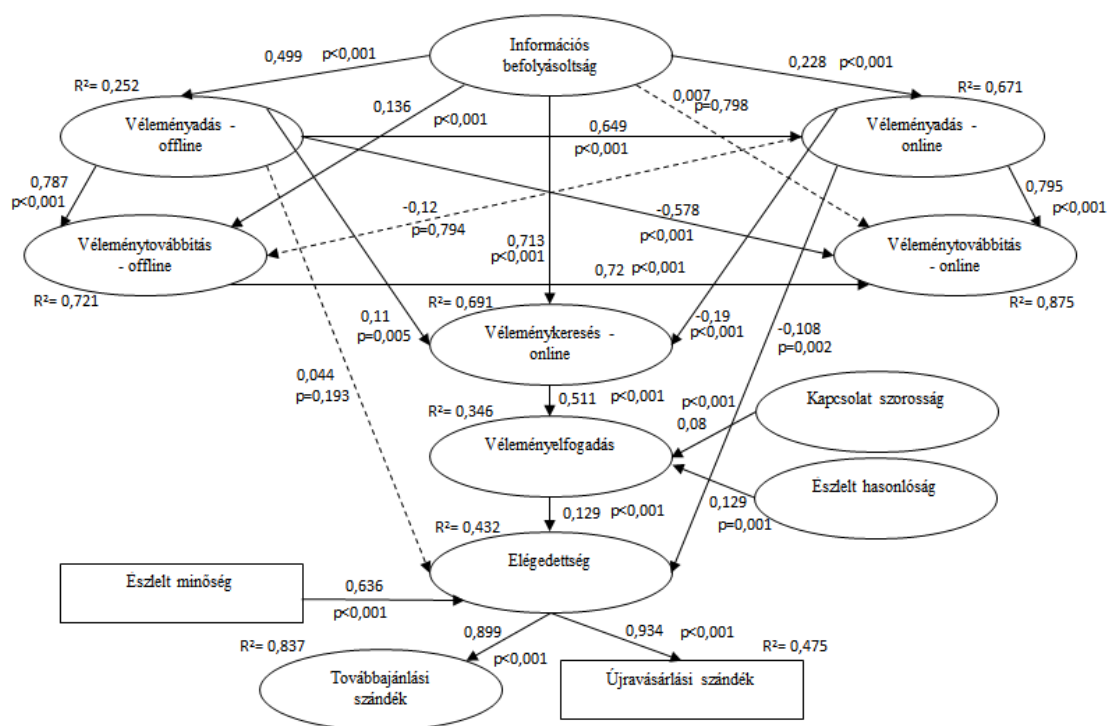 Információs
befolyásoltság
0,499
p<0,001
0,228 p<0,001
R²= 0,252
R²= 0,671
0,136
p<0,001
0,007
p=0,798
Véleményadás -
offline
0,649
p<0,001
Véleményadás -
online
0,787
p<0,001
0,795
p<0,001
-0,12
p=0,794
-0,578
p<0,001
Véleménytovábbítás
- offline
0,713
p<0,001
Véleménytovábbítás
- online
0,72 p<0,001
R²= 0,721
R²= 0,691
R²= 0,875
0,11
p=0,005
Véleménykeresés -
online
-0,19
p<0,001
-0,108
p=0,002
0,044
p=0,193
0,511 p<0,001
R²= 0,346
p<0,001
0,08
Kapcsolat szorosság
Véleményelfogadás
Észlelt hasonlóság
0,129
p=0,001
0,129 p<0,001
R²= 0,432
Elégedettség
Észlelt minőség
0,636
p<0,001
0,899
p<0,001
0,934 p<0,001
R²= 0,837
R²= 0,475
Továbbajánlási
szándék
Újravásárlási szándék